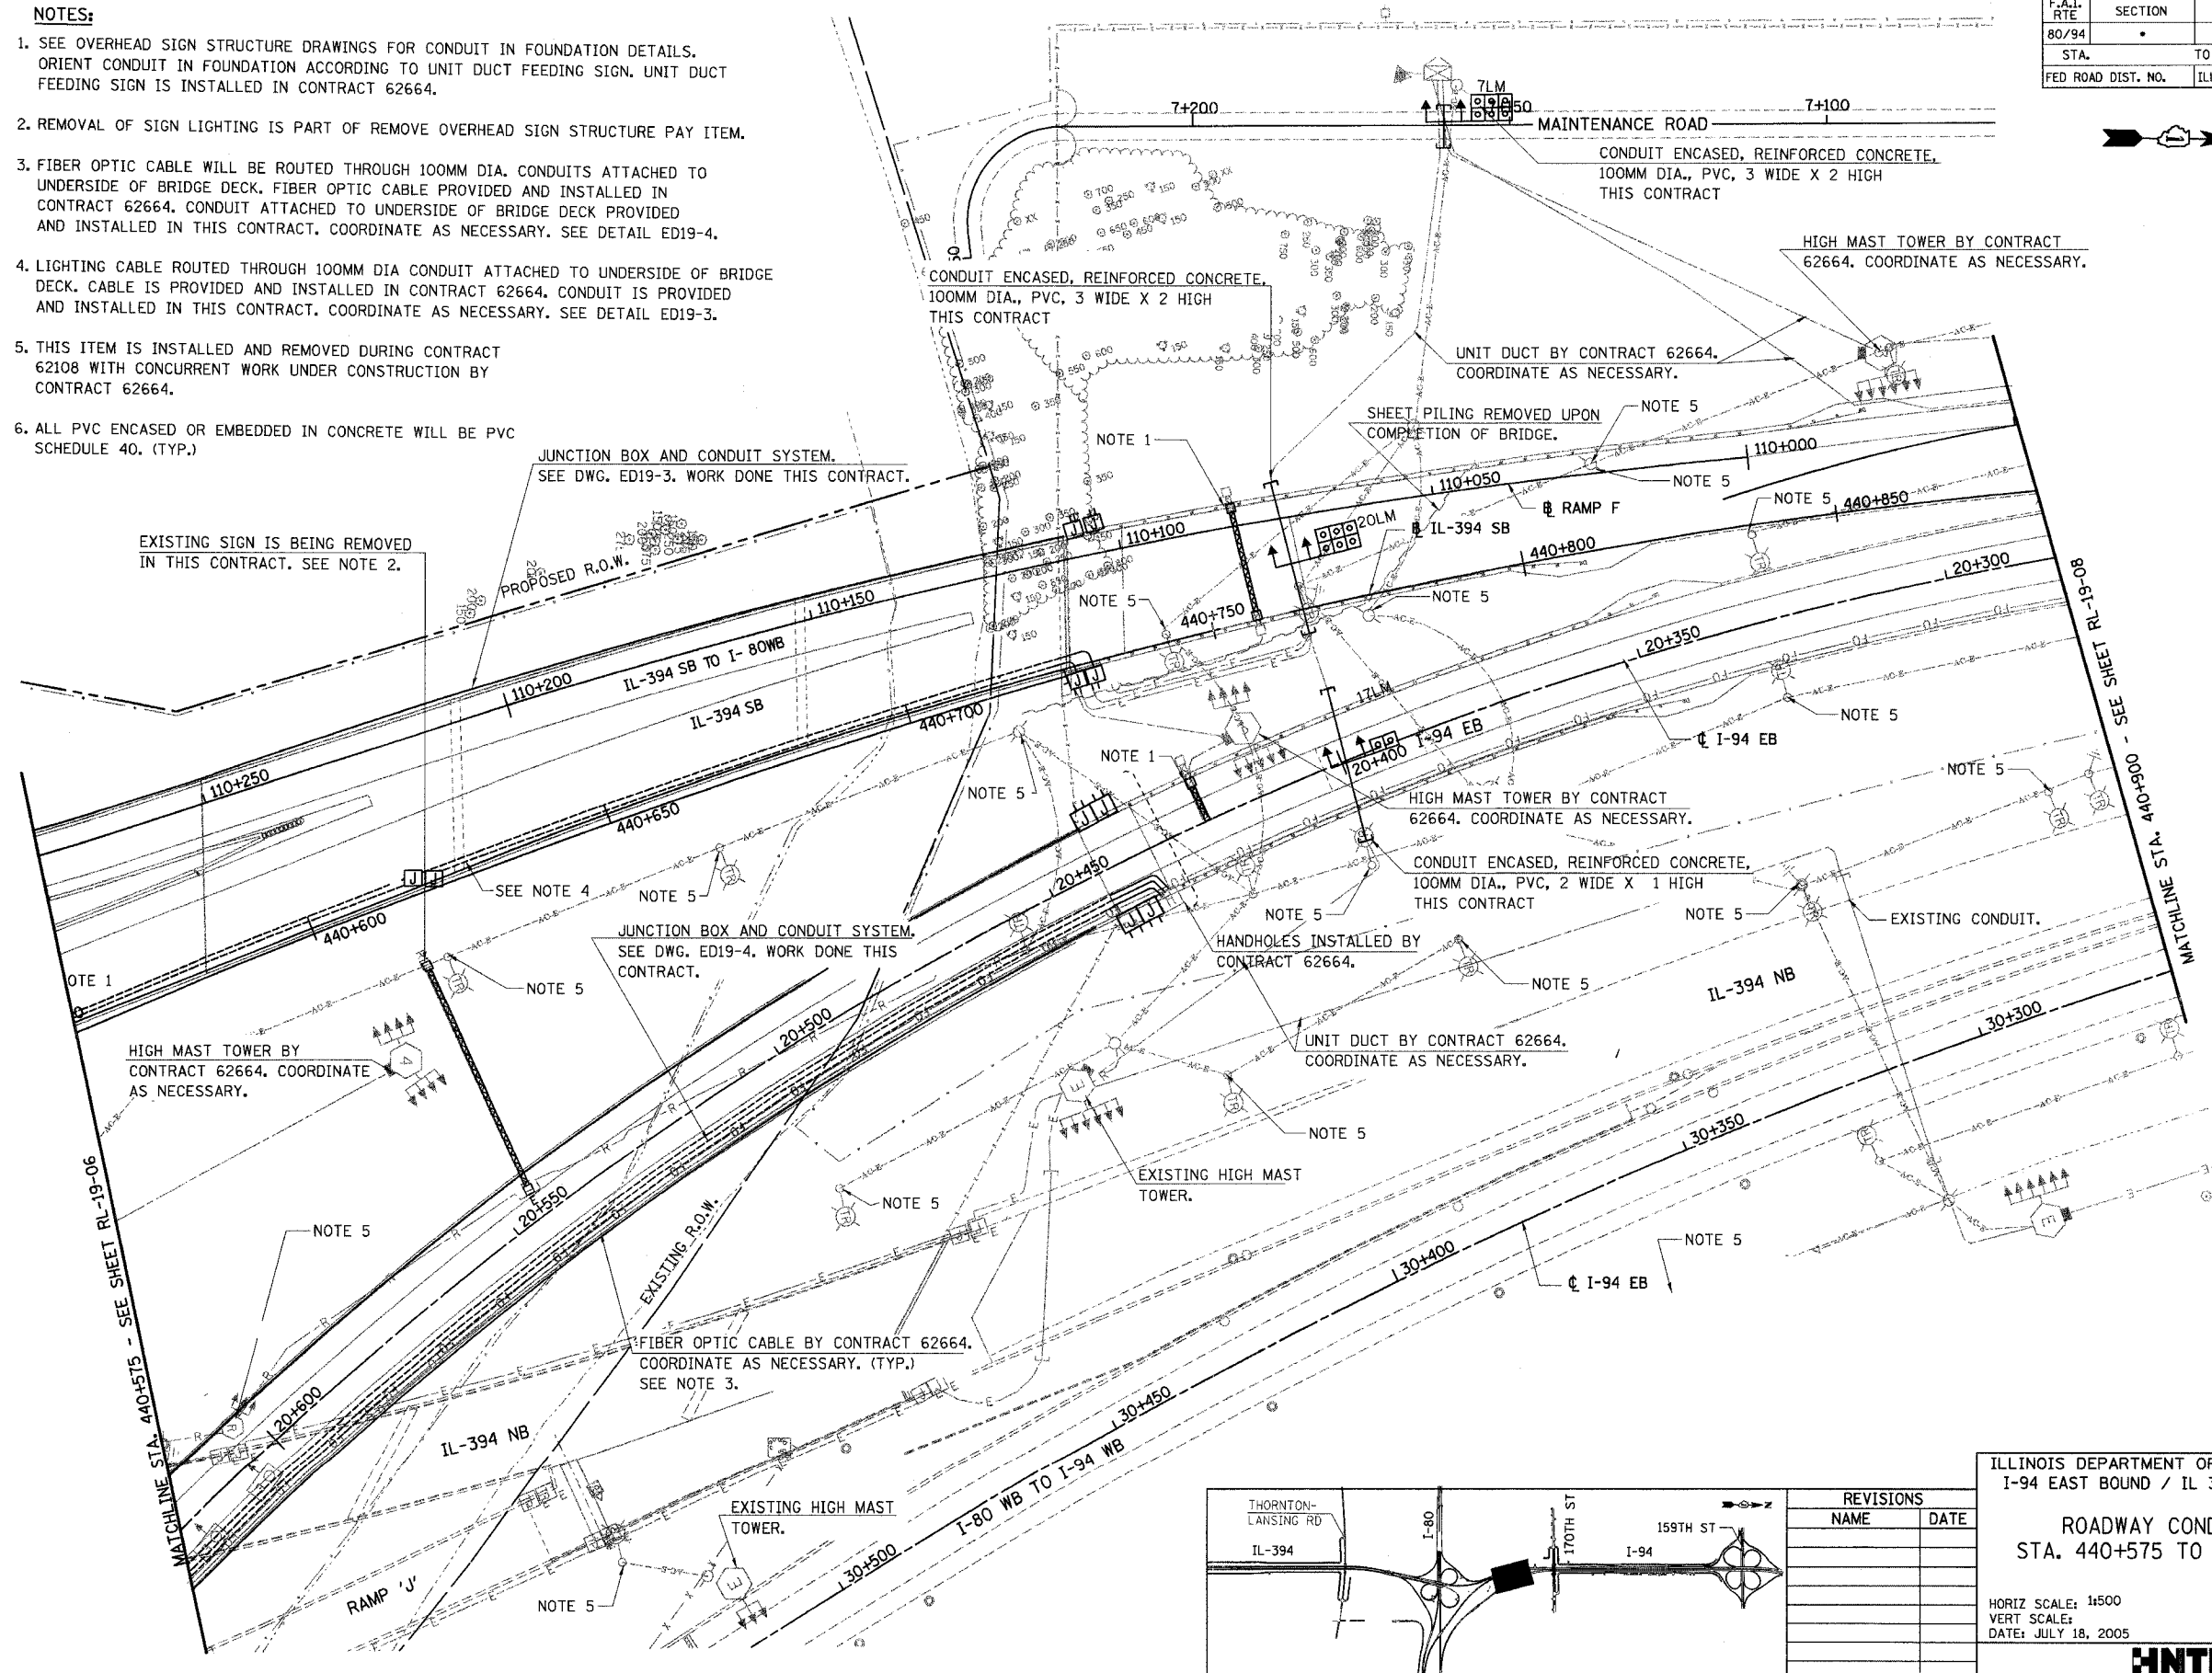 NOTES:
1. SEE OVERHEAD SIGN STRUCTURE DRAWINGS FOR CONDUIT IN FOUNDATION DETAILS.
ORIENT CONDUIT IN FOUNDATION ACCORDING TO UNIT DUCT FEEDING SIGN. UNIT DUCT
FEEDING SIGN IS INSTALLED IN CONTRACT 62664.
2. REMOVAL OF SIGN LIGHTING IS PART OF REMOVE OVERHEAD SIGN STRUCTURE PAY ITEM.
3. FIBER OPTIC CABLE WILL BE ROUTED THROUGH 100MM DIA. CONDUITS ATTACHED TO
UNDERSIDE OF BRIDGE DECK. FIBER OPTIC CABLE PROVIDED AND INSTALLED IN
CONTRACT 62664. CONDUIT ATTACHED TO UNDERSIDE OF BRIDGE DECK PROVIDED
AND INSTALLED IN THIS CONTRACT. COORDINATE AS NECESSARY. SEE DETAIL ED19-4.
4. LIGHTING CABLE ROUTED THROUGH 100MM DIA CONDUIT ATTACHED TO UNDERSIDE OF BRIDGE
DECK. CABLE IS PROVIDED AND INSTALLED IN CONTRACT 62664. CONDUIT IS PROVIDED
AND INSTALLED IN THIS CONTRACT. COORDINATE AS NECESSARY. SEE DETAIL ED19-3.
5. THIS ITEM IS INSTALLED AND REMOVED DURING CONTRACT
62108 WITH CONCURRENT WORK UNDER CONSTRUCTION BY
CONTRACT 62664.
6. ALL PVC ENCASED OR EMBEDDED IN CONCRETE WILL BE PVC
SCHEDULE 40. (TYP.)
F.A.I.
RTE
SECTION
80/94
STA.
TO
FED ROAD DIST. NO.
7+200
7LM
7+100
MAINTENANCE ROAD
CONDUIT ENCASED, REINFORCED CONCRETE,
100MM DIA., PVC, 3 WIDE X 2 HIGH
THIS CONTRACT
HIGH MAST TOWER BY CONTRACT
62664. COORDINATE AS NECESSARY.
CONDUIT ENCASED, REINFORCED CONCRETE,
100MM DIA., PVC, 3 WIDE X 2 HIGH
THIS CONTRACT
UNIT DUCT BY CONTRACT 62664.
COORDINATE AS NECESSARY.
SHEET PILING REMOVED UPON
COMPLETION OF BRIDGE.
NOTE 5
NOTE 1
110+000
NOTE 5
JUNCTION BOX AND CONDUIT SYSTEM.
SEE DWG. ED19-3. WORK DONE THIS CONTRACT.
110+050
RAMP F
NOTE 5
440+850
EXISTING SIGN IS BEING REMOVED
IN THIS CONTRACT. SEE NOTE 2.
PROPOSED R.O.W.
110+100
20LM
IL-394 SB
440+800
20+300
110+150
NOTE 5
440+750
NOTE 5
20+350
110+200
IL-394 SB TO I- 80WB
IL-394 SB
440+700
17LM
NOTE 5
I-94 EB
20+400
I-94 EB
110+250
440+650
NOTE 1
NOTE 5
NOTE 5
HIGH MAST TOWER BY CONTRACT
62664. COORDINATE AS NECESSARY.
20+450
CONDUIT ENCASED, REINFORCED CONCRETE,
100MM DIA., PVC, 2 WIDE X 1 HIGH
THIS CONTRACT
SEE NOTE 4
NOTE 5
NOTE 5
NOTE 5
EXISTING CONDUIT.
440+600
JUNCTION BOX AND CONDUIT SYSTEM.
SEE DWG. ED19-4. WORK DONE THIS
CONTRACT.
HANDHOLES INSTALLED BY
CONTRACT 62664.
OTE 1
NOTE 5
NOTE 5
IL-394 NB
20+500
30+300
HIGH MAST TOWER BY
CONTRACT 62664. COORDINATE
AS NECESSARY.
UNIT DUCT BY CONTRACT 62664.
COORDINATE AS NECESSARY.
NOTE 5
30+350
EXISTING HIGH MAST
TOWER.
NOTE 5
20+550
NOTE 5
EXISTING R.O.W.
30+400
NOTE 5
I-94 EB
FIBER OPTIC CABLE BY CONTRACT 62664.
COORDINATE AS NECESSARY. (TYP.)
SEE NOTE 3.
20+600
IL-394 NB
30+450
I-80 WB TO I-94 WB
EXISTING HIGH MAST
TOWER.
30+500
RAMP 'J'
NOTE 5
MATCHLINE STA. 440+575 - SEE SHEET RL-19-06
MATCHLINE STA. 440+900 - SEE SHEET RL-19-08
THORNTON-
LANSING RD
IL-394
I-80
170TH ST
159TH ST
I-94
REVISIONS
NAME
DATE
ILLINOIS DEPARTMENT OF
I-94 EAST BOUND / IL
ROADWAY COND
STA. 440+575 TO
HORIZ SCALE: 1:500
VERT SCALE:
DATE: JULY 18, 2005